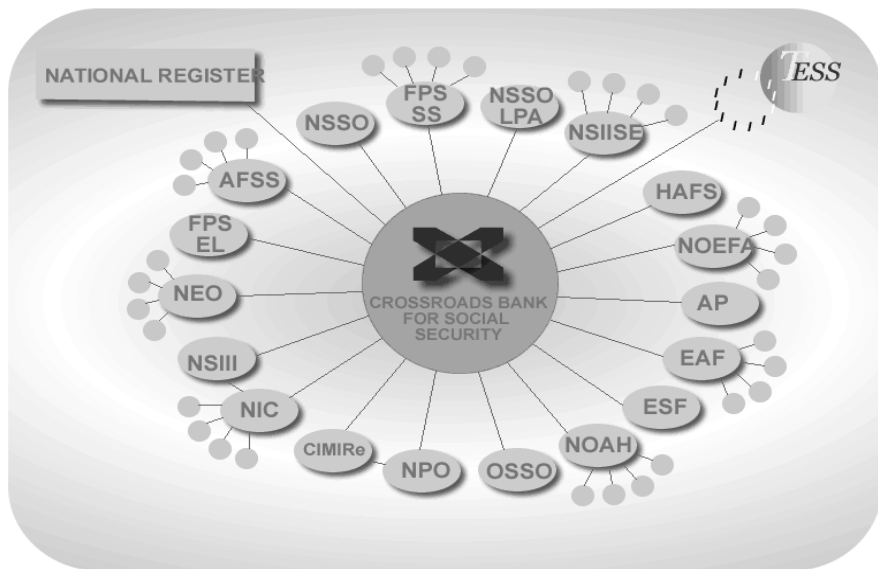 NATIONAL REGISTER
TESS
FPS
SS
NSSO
LPA
NSSO
NSIISE
AFSS
HAFS
FPS
EL
NOEFA
NEO
CROSSROADS BANK
FOR SOCIAL
SECURITY
AP
NSIII
EAF
NIC
ESF
CIMIRe
NOAH
NPO
OSSO